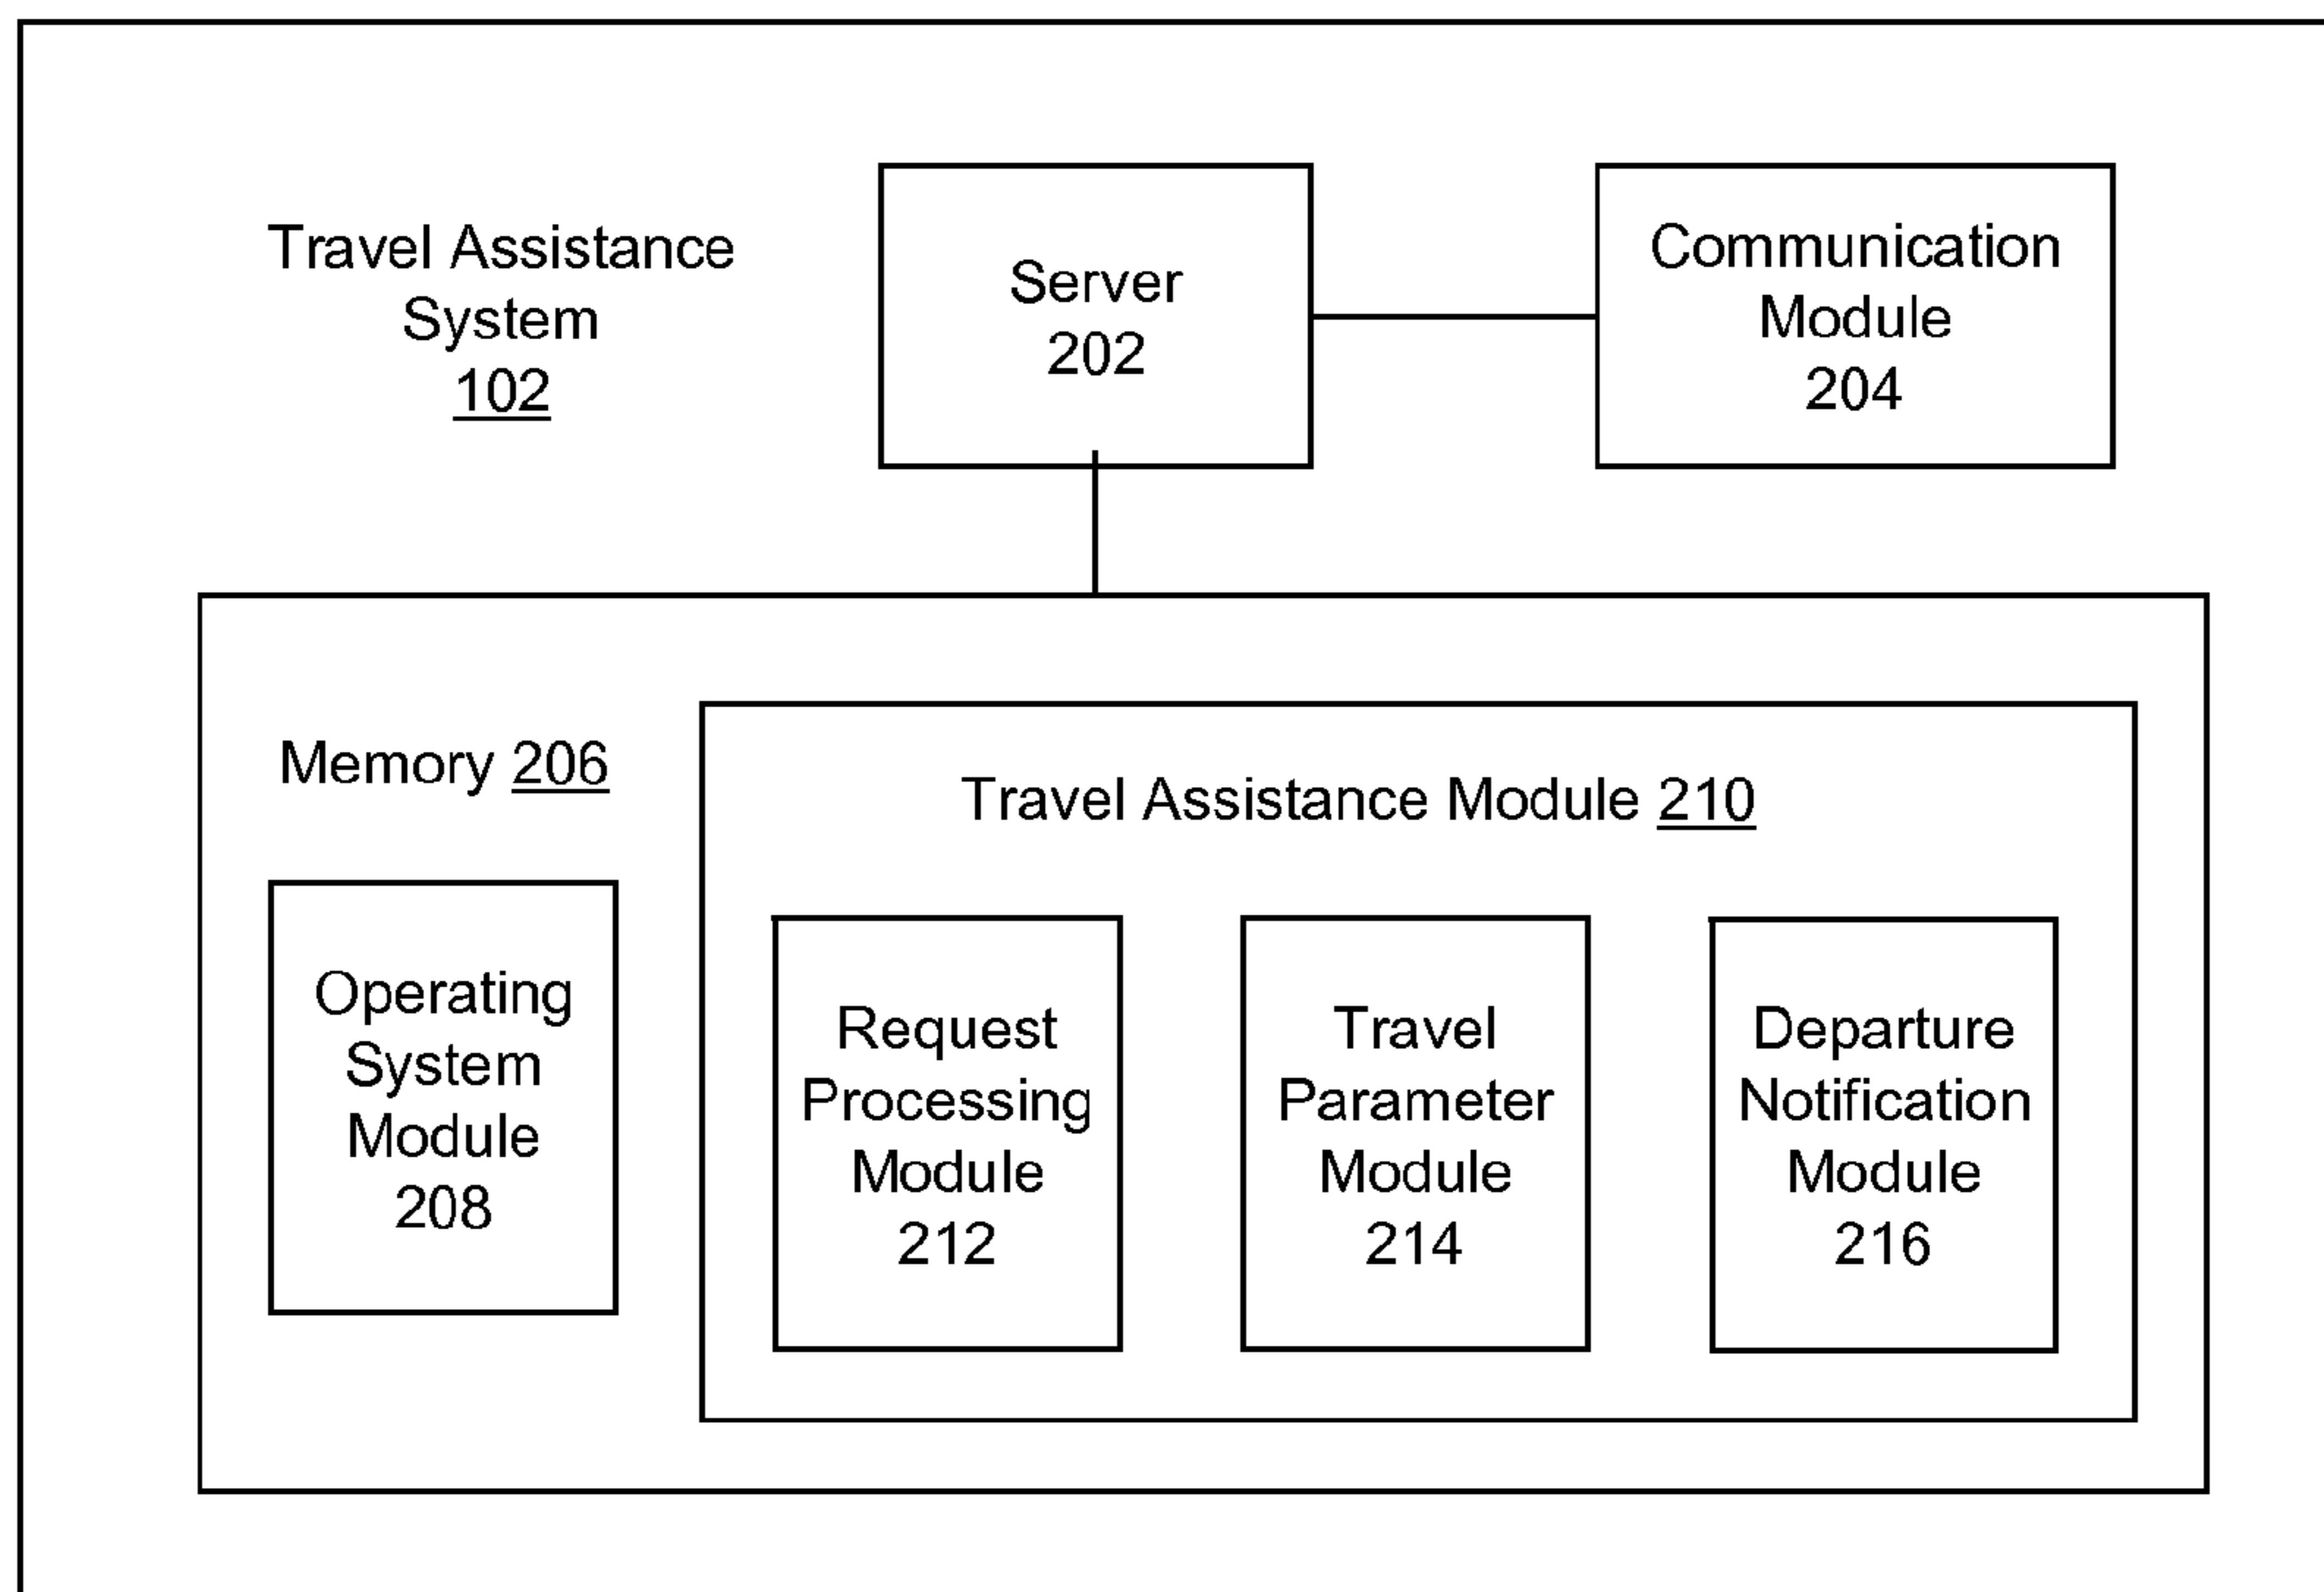 Travel Assistance
System
102
Server
202
Communication
Module
204
Memory 206
Travel Assistance Module 210
Operating
System
Module
208
Request
Processing
Module
212
Travel
Parameter
Module
214
Departure
Notification
Module
216